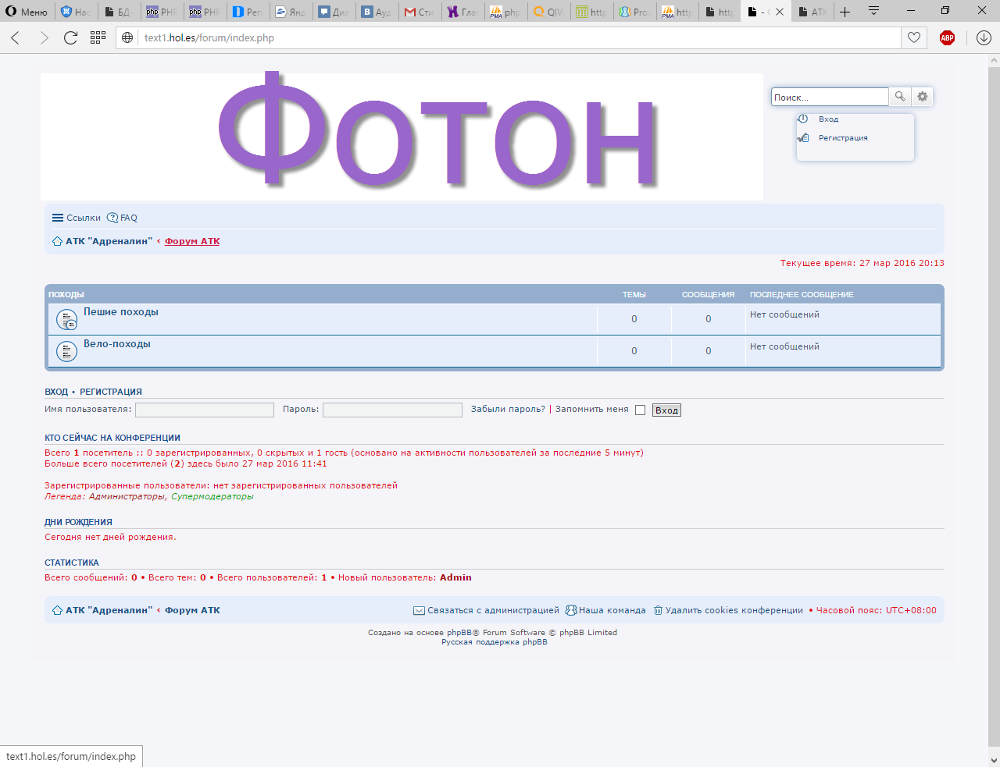 Меню Нас БД- PHP PHP Рег Янд Диа Ауд Сти Гла php QIW http Pros http http - АТК
text1.hol.es/forum/index.php ABP
Фотон
Поиск…
Вход
Регистрация
Ссылки FAQ
АТК "Адреналин" ‹ Форум АТК
Текущее время: 27 мар 2016 20:13
ПОХОДЫ ТЕМЫ СООБЩЕНИЯ ПОСЛЕДНЕЕ СООБЩЕНИЕ
Пешие походы 0 0 Нет сообщений
Вело-походы 0 0 Нет сообщений
ВХОД • РЕГИСТРАЦИЯ
Имя пользователя: Пароль: Забыли пароль? | Запомнить меня Вход
КТО СЕЙЧАС НА КОНФЕРЕНЦИИ
Всего 1 посетитель :: 0 зарегистрированных, 0 скрытых и 1 гость (основано на активности пользователей за последние 5 минут)
Больше всего посетителей (2) здесь было 27 мар 2016 11:41
Зарегистрированные пользователи: нет зарегистрированных пользователей
Легенда: Администраторы, Супермодераторы
ДНИ РОЖДЕНИЯ
Сегодня нет дней рождения.
СТАТИСТИКА
Всего сообщений: 0 • Всего тем: 0 • Всего пользователей: 1 • Новый пользователь: Admin
АТК "Адреналин" ‹ Форум АТК Связаться с администрацией Наша команда Удалить cookies конференции • Часовой пояс: UTC+08:00
Создано на основе phpBB® Forum Software © phpBB Limited
Русская поддержка phpBB
text1.hol.es/forum/index.php